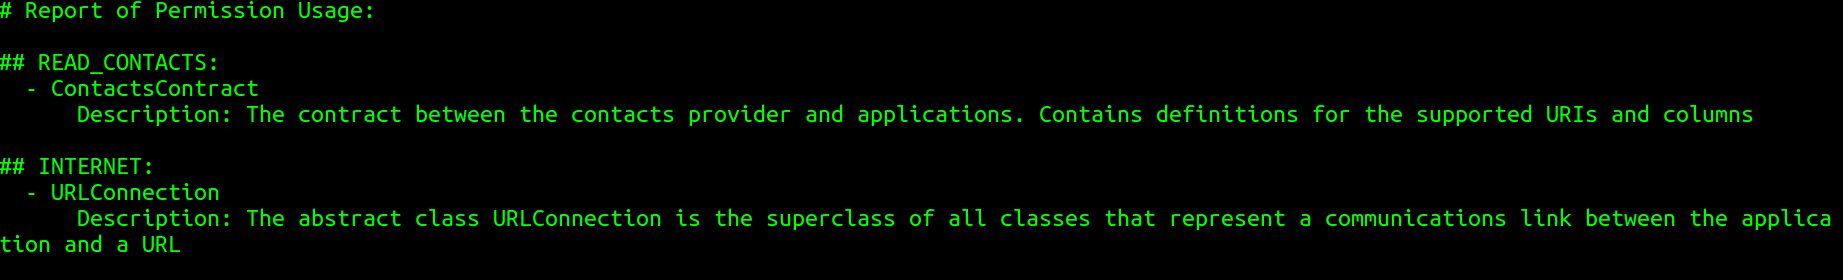 # Report of Permission Usage:

## READ_CONTACTS:
  - ContactsContract
      Description: The contract between the contacts provider and applications. Contains definitions for the supported URIs and columns

## INTERNET:
  - URLConnection
      Description: The abstract class URLConnection is the superclass of all classes that represent a communications link between the applica
tion and a URL